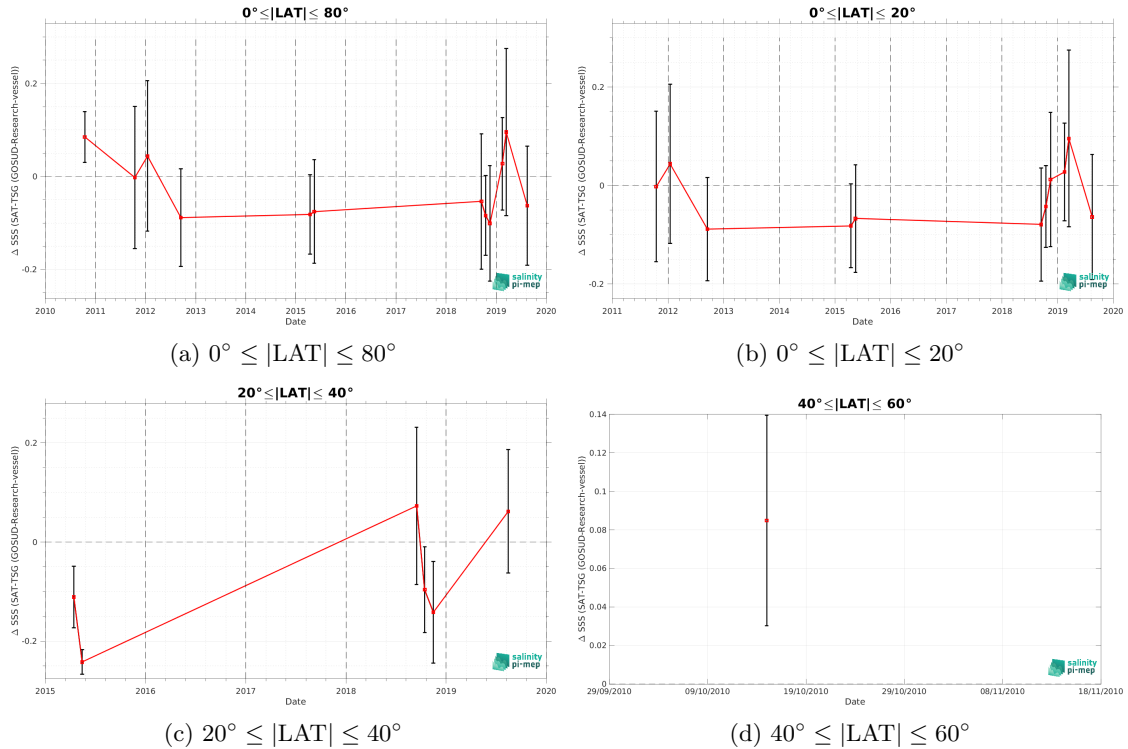 0°≤|LAT|≤ 80°
Δ SSS (SAT-TSG (GOSUD-Research-vessel))
0.2
0
-0.2
2010 2011 2012 2013 2013 2015 2016 2017 2018 2019 2020
Date
salinity
pi-mep
(a) 0° ≤ |LAT| ≤ 80°
0°≤|LAT|≤ 20°
Δ SSS (SAT-TSG (GOSUD-Research-vessel))
0.2
0
-0.2
2011 2012 2013 2013 2015 2016 2017 2018 2019 2020
Date
salinity
pi-mep
(b) 0° ≤ |LAT| ≤ 20°
20°≤|LAT|≤ 40°
Δ SSS (SAT-TSG (GOSUD-Research-vessel))
0.2
0
-0.2
2015 2016 2017 2018 2019 2020
Date
salinity
pi-mep
(c) 20° ≤ |LAT| ≤ 40°
40°≤|LAT|≤ 60°
Δ SSS (SAT-TSG (GOSUD-Research-vessel))
0.14
0.12
0.1
0.08
0.06
0.04
0.02
0
29/09/2010 09/10/2010 19/10/2010 29/10/2010 08/11/2010 18/11/2010
Date
salinity
pi-mep
(d) 40° ≤ |LAT| ≤ 60°